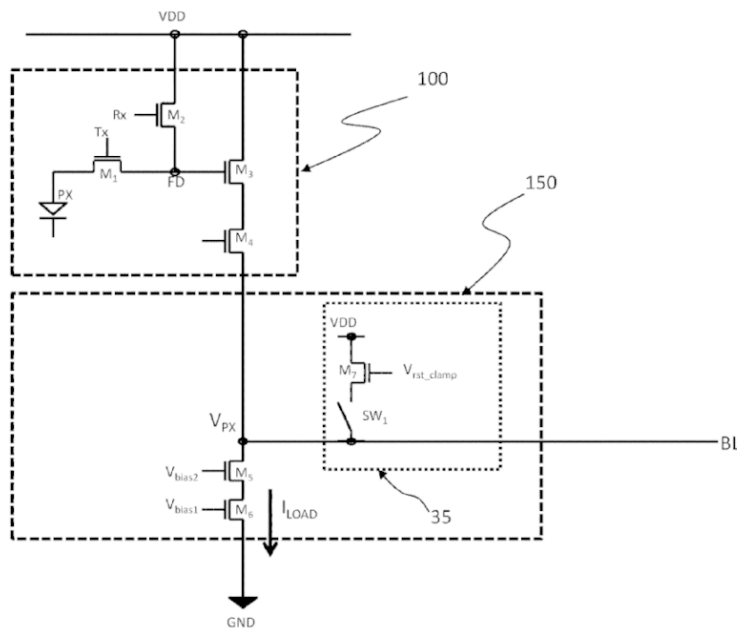 VDD
100
Rx
M2
Tx
M1
FD
M3
PX
M4
150
VDD
M7
Vrst_clamp
SW1
VPX
BL
Vbias2
M5
Vbias1
M6
ILOAD
35
GND